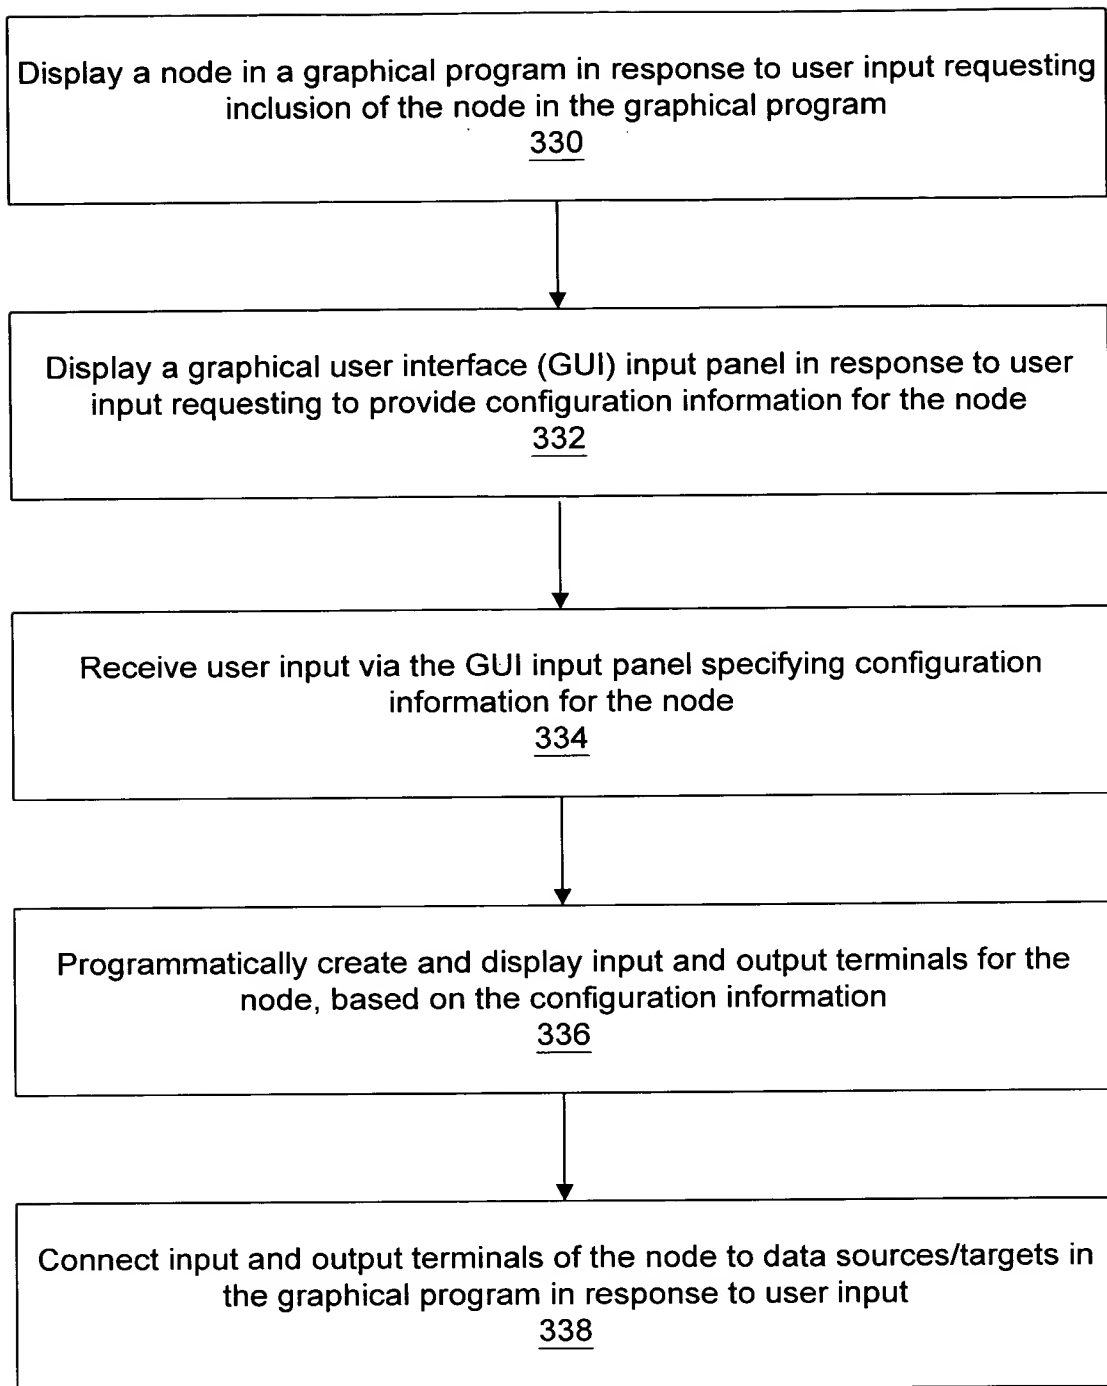 Display a node in a graphical program in response to user input requesting
inclusion of the node in the graphical program
330
Display a graphical user interface (GUI) input panel in response to user
input requesting to provide configuration information for the node
332
Receive user input via the GUI input panel specifying configuration
information for the node
334
Programmatically create and display input and output terminals for the
node, based on the configuration information
336
Connect input and output terminals of the node to data sources/targets in
the graphical program in response to user input
338